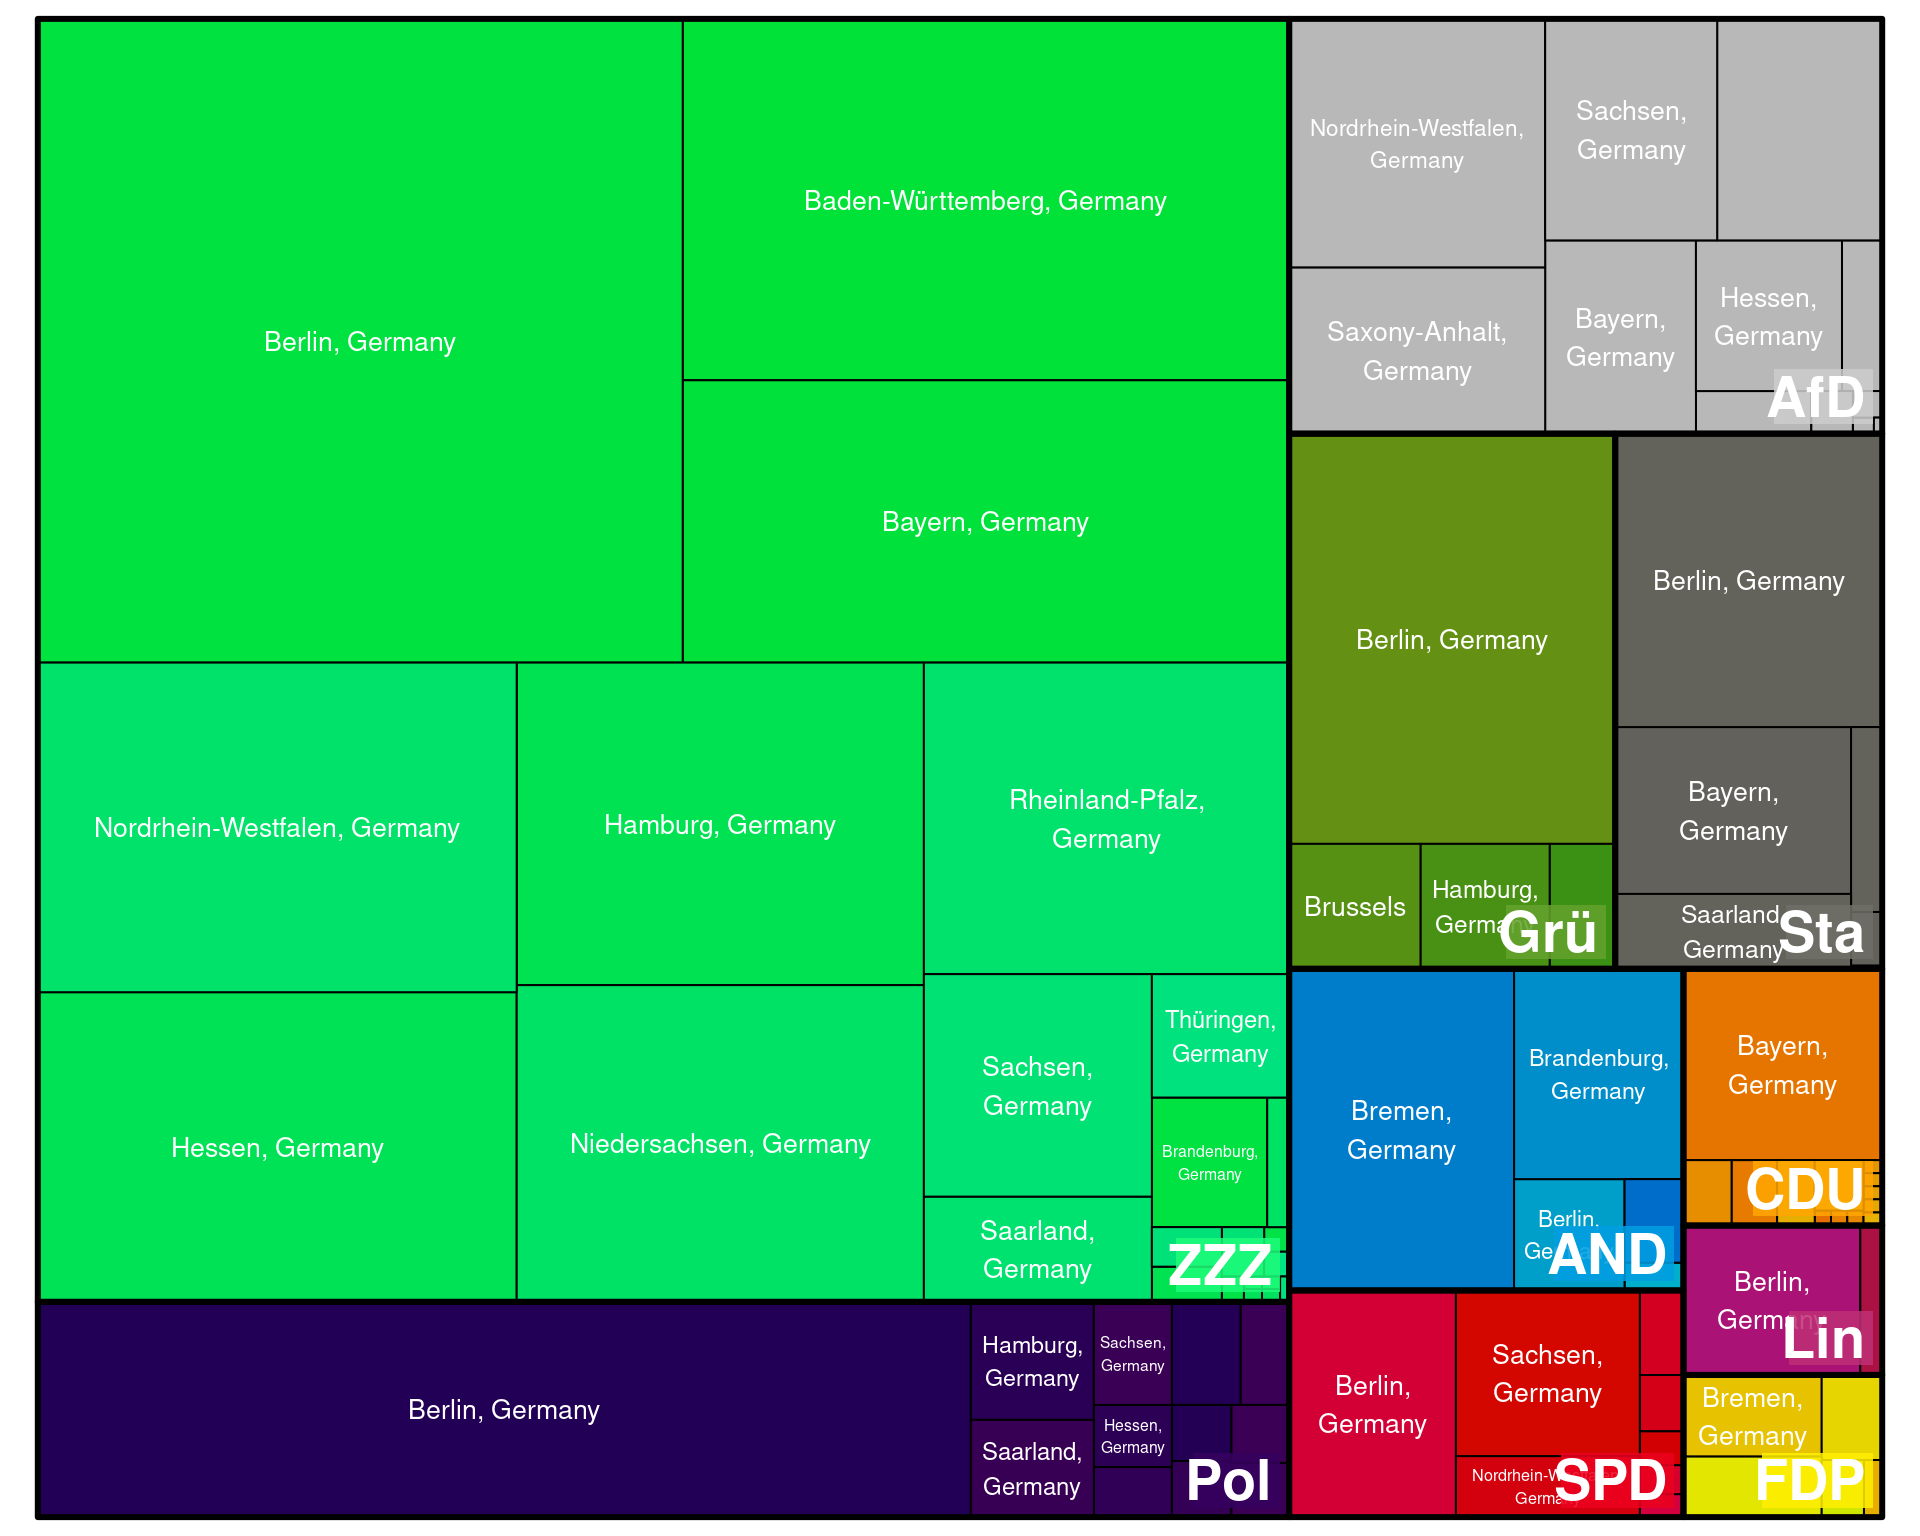 Berlin, Germany
Baden-Württemberg, Germany
Bayern, Germany
Nordrhein-Westfalen, Germany
Hamburg, Germany
Rheinland-Pfalz,
Germany
Hessen, Germany
Niedersachsen, Germany
Sachsen,
Germany
Thüringen,
Germany
Brandenburg,
Germany
Saarland,
Germany
ZZZ
Berlin, Germany
Hamburg,
Germany
Saarland,
Germany
Sachsen,
Germany
Hessen,
Germany
Pol
Nordrhein-Westfalen,
Germany
Sachsen,
Germany
Saxony-Anhalt,
Germany
Bayern,
Germany
Hessen,
Germany
AfD
Berlin, Germany
Brussels
Hamburg,
Germany
Grü
Berlin, Germany
Bayern,
Germany
Saarland,
Germany
Sta
Bremen,
Germany
Brandenburg,
Germany
Berlin,
Germany
AND
Bayern,
Germany
CDU
Berlin,
Germany
Lin
Berlin,
Germany
Sachsen,
Germany
Nordrhein-Westfalen,
Germany
SPD
Bremen,
Germany
FDP